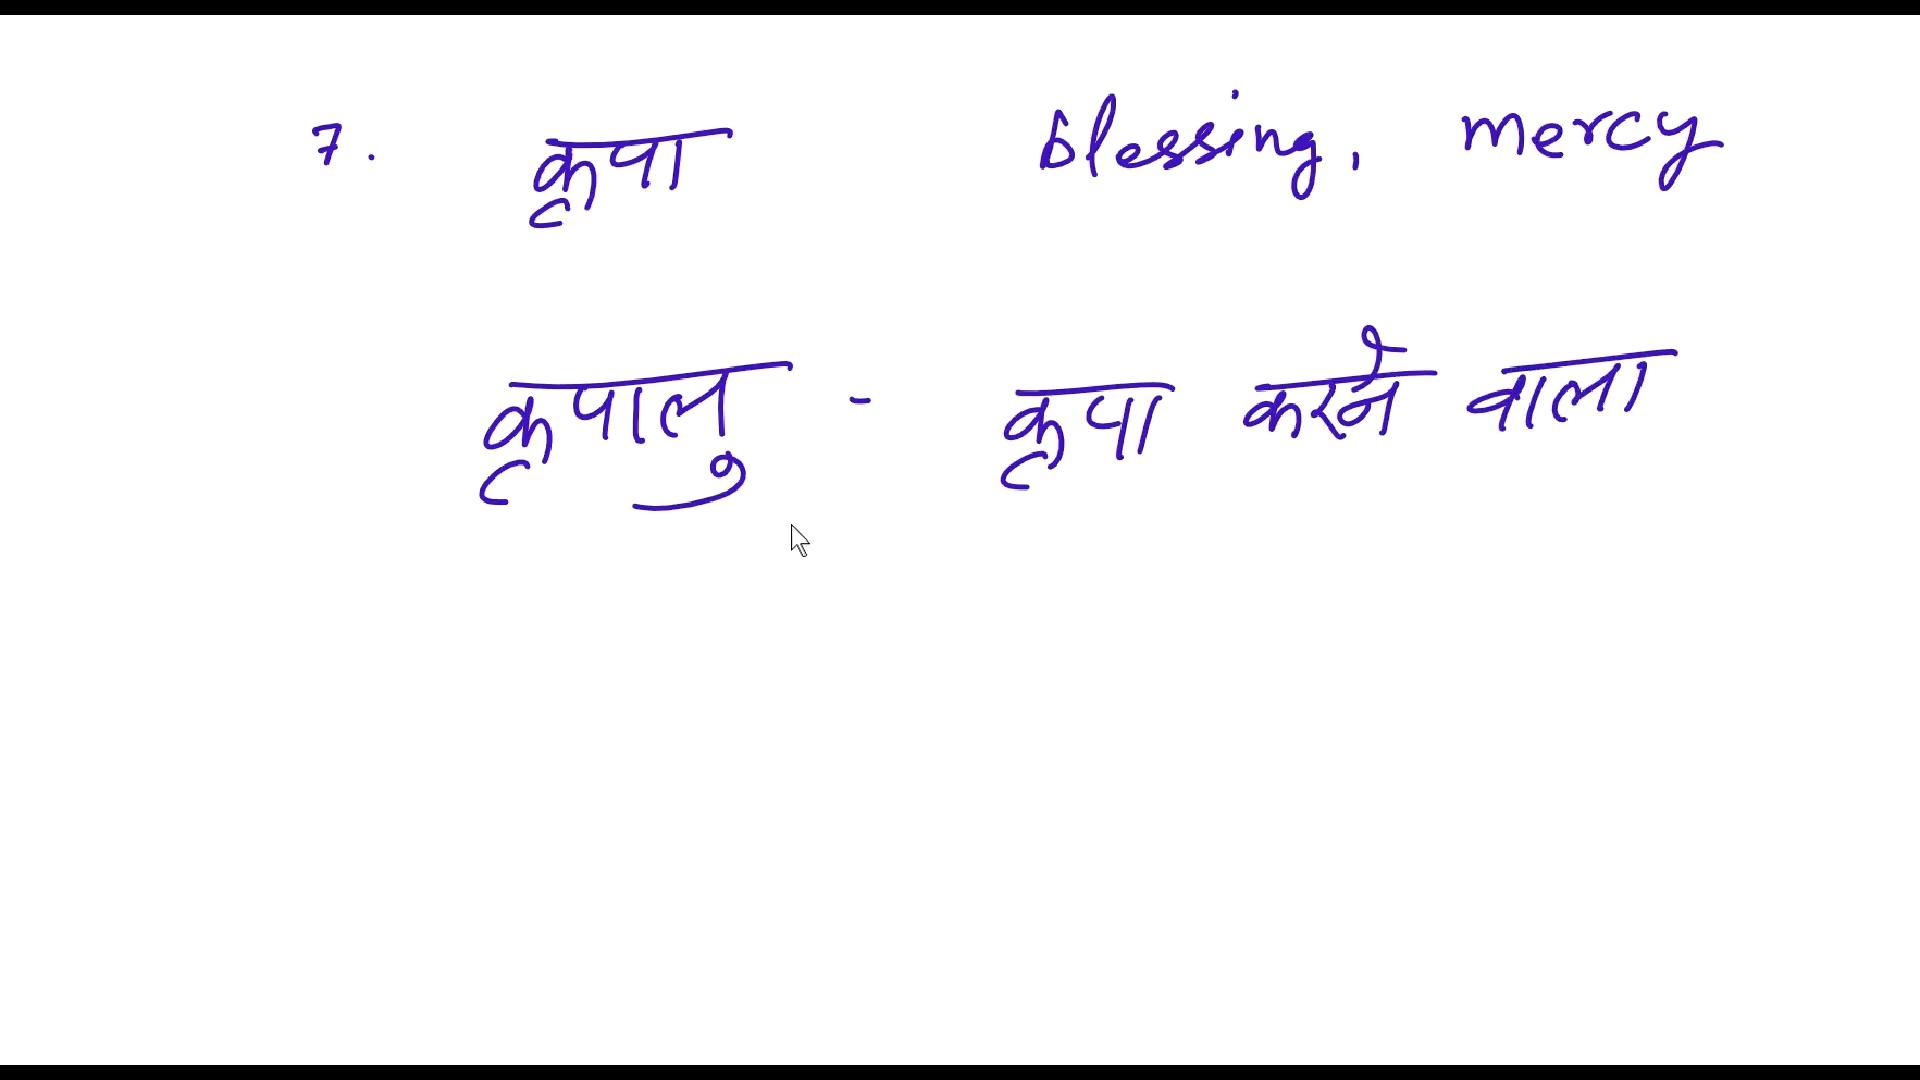 7. कृपा blessing, mercy
कृपालु - कृपा करने वाला